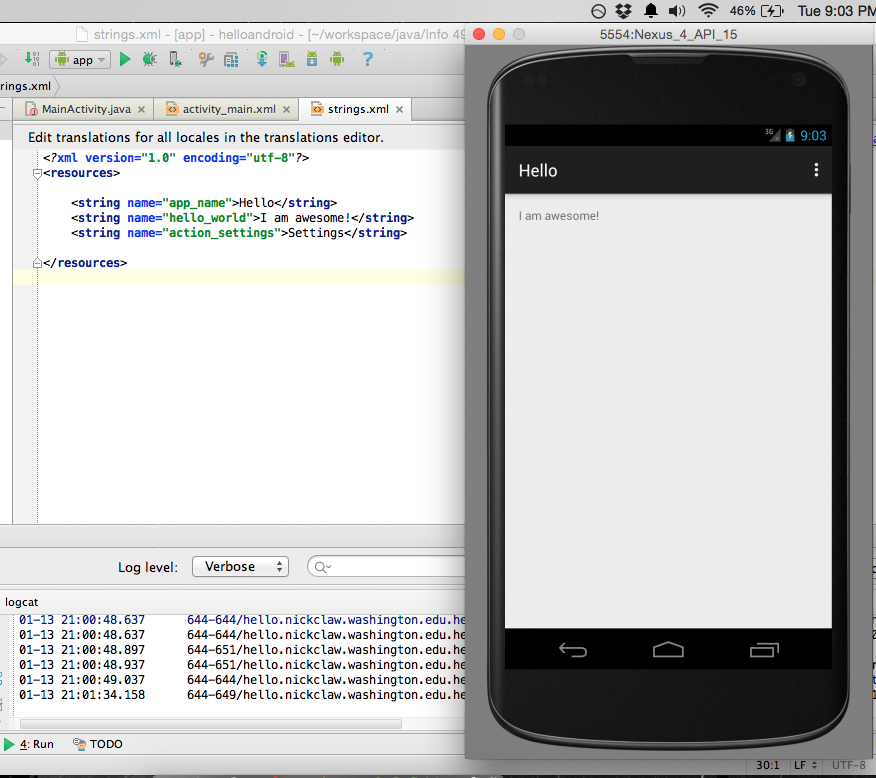 46% Tue 9:03 PM
strings.xml - [app] - helloandroid - [~/workspace/java/Info 49
5554:Nexus_4_API_15
app
?
rings.xml
MainActivity.java
activity_main.xml
strings.xml
Edit translations for all locales in the translations editor.
<?xml version="1.0" encoding="utf-8"?>
<resources>
<string name="app_name">Hello</string>
<string name="hello_world">I am awesome!</string>
<string name="action_settings">Settings</string>
</resources>
3G 9:03
Hello
I am awesome!
Log level: Verbose
logcat
01-13 21:00:48.637 644-644/hello.nickclaw.washington.edu.he
01-13 21:00:48.637 644-644/hello.nickclaw.washington.edu.he
01-13 21:00:48.897 644-651/hello.nickclaw.washington.edu.he
01-13 21:00:48.937 644-651/hello.nickclaw.washington.edu.he
01-13 21:00:49.037 644-644/hello.nickclaw.washington.edu.he
01-13 21:01:34.158 644-649/hello.nickclaw.washington.edu.he
4: Run TODO
30:1 LF UTF-8